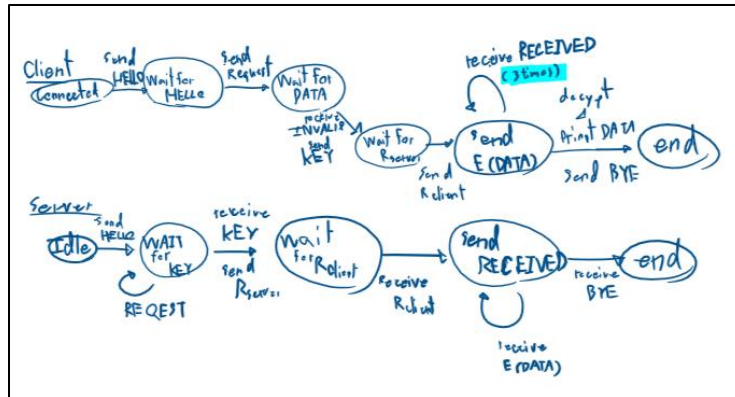 Client
Connected
send
HELLO
Wait for
HELLO
send
Request
Wait for
DATA
receive
INVALID
send
KEY
Wait for
Rserver
send
Rclient
receive RECEIVED
(3times)
send
E(DATA)
decrypt
Print DATA
send BYE
end
Server
Idle
send
HELLO
WAIT
for
KEY
REQEST
receive
KEY
send
Rserver
wait
for Rclient
receive
Rclient
send
RECEIVED
receive
E(DATA)
receive
BYE
end